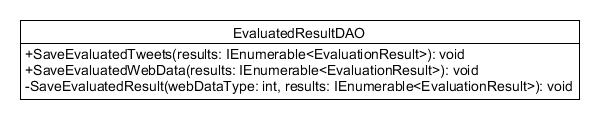 EvaluatedResultDAO
+SaveEvaluatedTweets(results: IEnumerable<EvaluationResult>): void
+SaveEvaluatedWebData(results: IEnumerable<EvaluationResult>): void
-SaveEvaluatedResult(webDataType: int, results: IEnumerable<EvaluationResult>): void